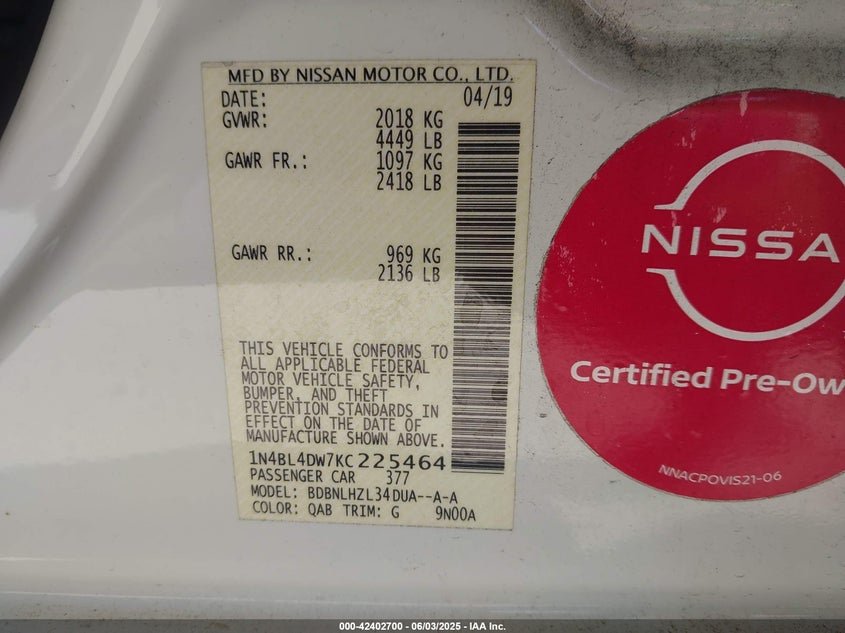 MFD BY NISSAN MOTOR CO., LTD.
DATE: 04/19
GVWR: 2018 KG
4449 LB
GAWR FR.: 1097 KG
2418 LB
GAWR RR.: 969 KG
2136 LB
THIS VEHICLE CONFORMS TO
ALL APPLICABLE FEDERAL
MOTOR VEHICLE SAFETY,
BUMPER, AND THEFT
PREVENTION STANDARDS IN
EFFECT ON THE DATE OF
MANUFACTURE SHOWN ABOVE.
1N4BL4DW7KC225464
PASSENGER CAR 377
MODEL: BDBNLHZL34DUA--A-A
COLOR: QAB TRIM: G 9N00A
NISSA
Certified Pre-Ow
NNACPOVIS21-06
000-42402700 - 06/03/2025 - IAA Inc.